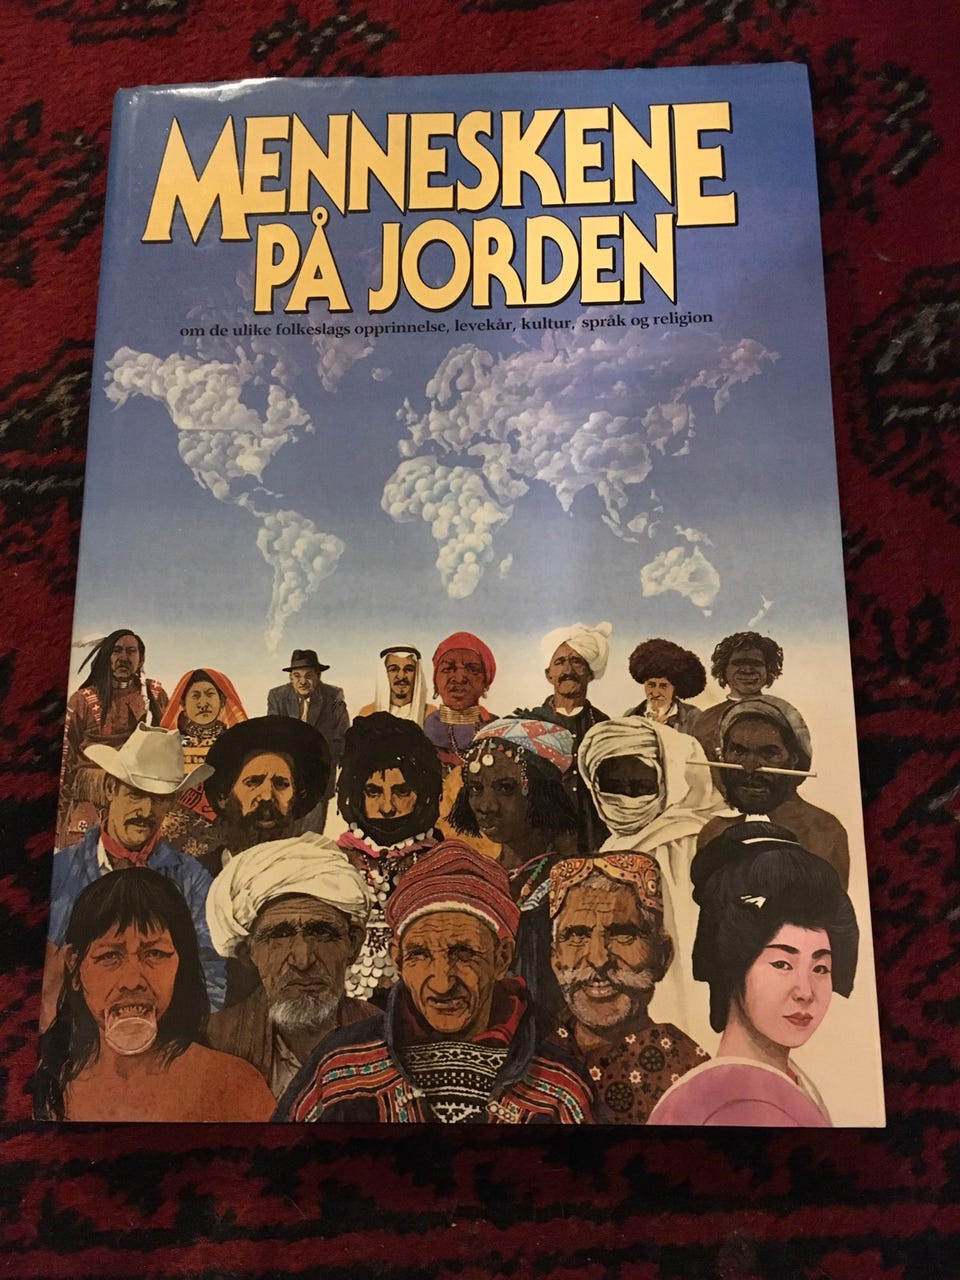 MENNESKENE
PÅ JORDEN
om de ulike folkeslags opprinnelse, levekår, kultur, språk og religion